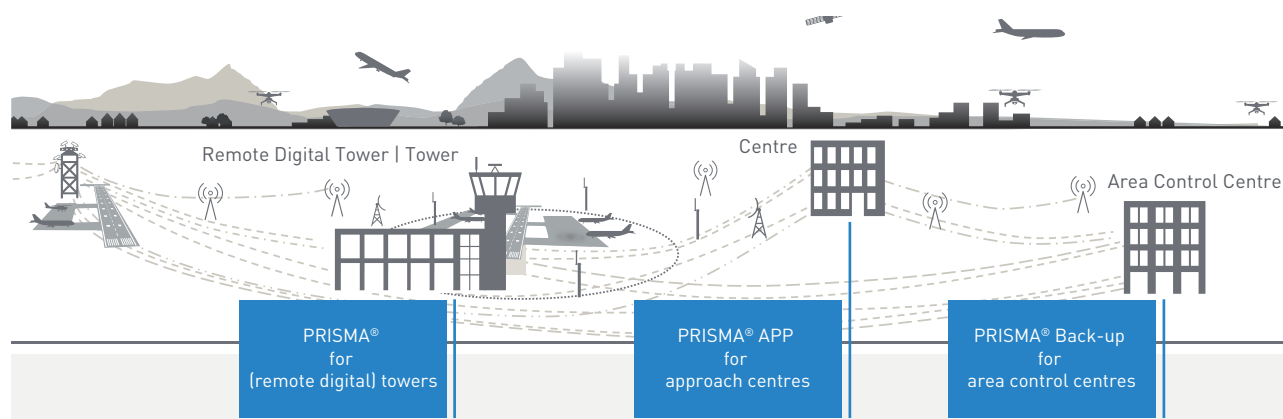 Remote Digital Tower | Tower
Centre
Area Control Centre
PRISMA®
for
(remote digital) towers
PRISMA® APP
for
approach centres
PRISMA® Back-up
for
area control centres